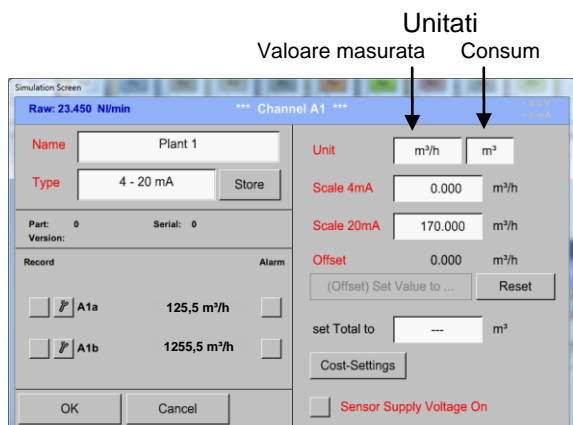 Unitati
Valoare masurata Consum
Simulation Screen
Raw: 23.450 Nl/min *** Channel A1 ***
Name Plant 1
Type 4 - 20 mA Store
Part: 0 Serial: 0
Version:
Record Alarm
A1a 125,5 m³/h
A1b 1255,5 m³/h
OK Cancel
Unit m³/h m³
Scale 4mA 0.000 m³/h
Scale 20mA 170.000 m³/h
Offset 0.000 m³/h
(Offset) Set Value to ... Reset
set Total to --- m³
Cost-Settings
Sensor Supply Voltage On